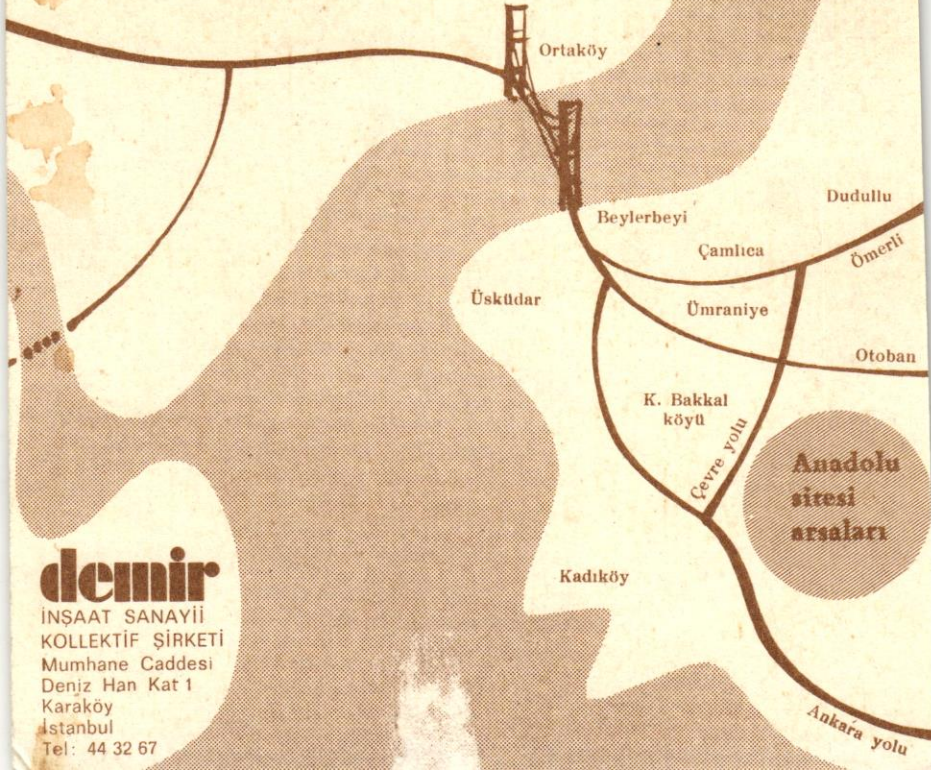 Ortaköy
Beylerbeyi
Dudullu
Çamlıca
Ömerli
Üsküdar
Ümraniye
Otoban
K. Bakkal
köyü
Çevre yolu
Anadolu
sitesi
arsaları
Kadıköy
Ankara yolu
demir
İNŞAAT SANAYİİ
KOLLEKTİF ŞİRKETİ
Mumhane Caddesi
Deniz Han Kat 1
Karaköy
İstanbul
Tel: 44 32 67